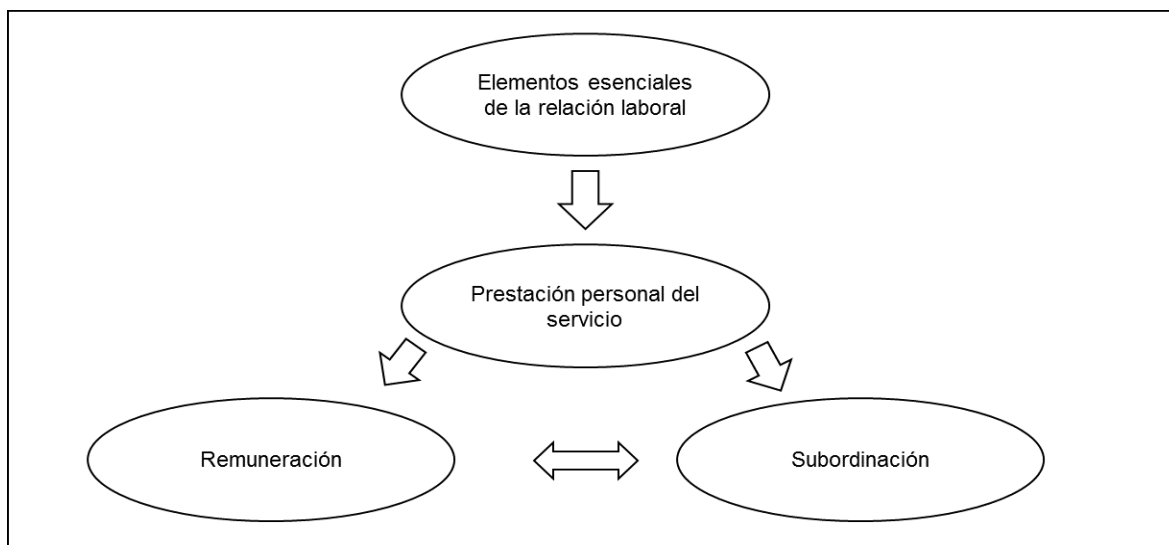 Elementos esenciales
de la relación laboral
Prestación personal del
servicio
Remuneración
Subordinación